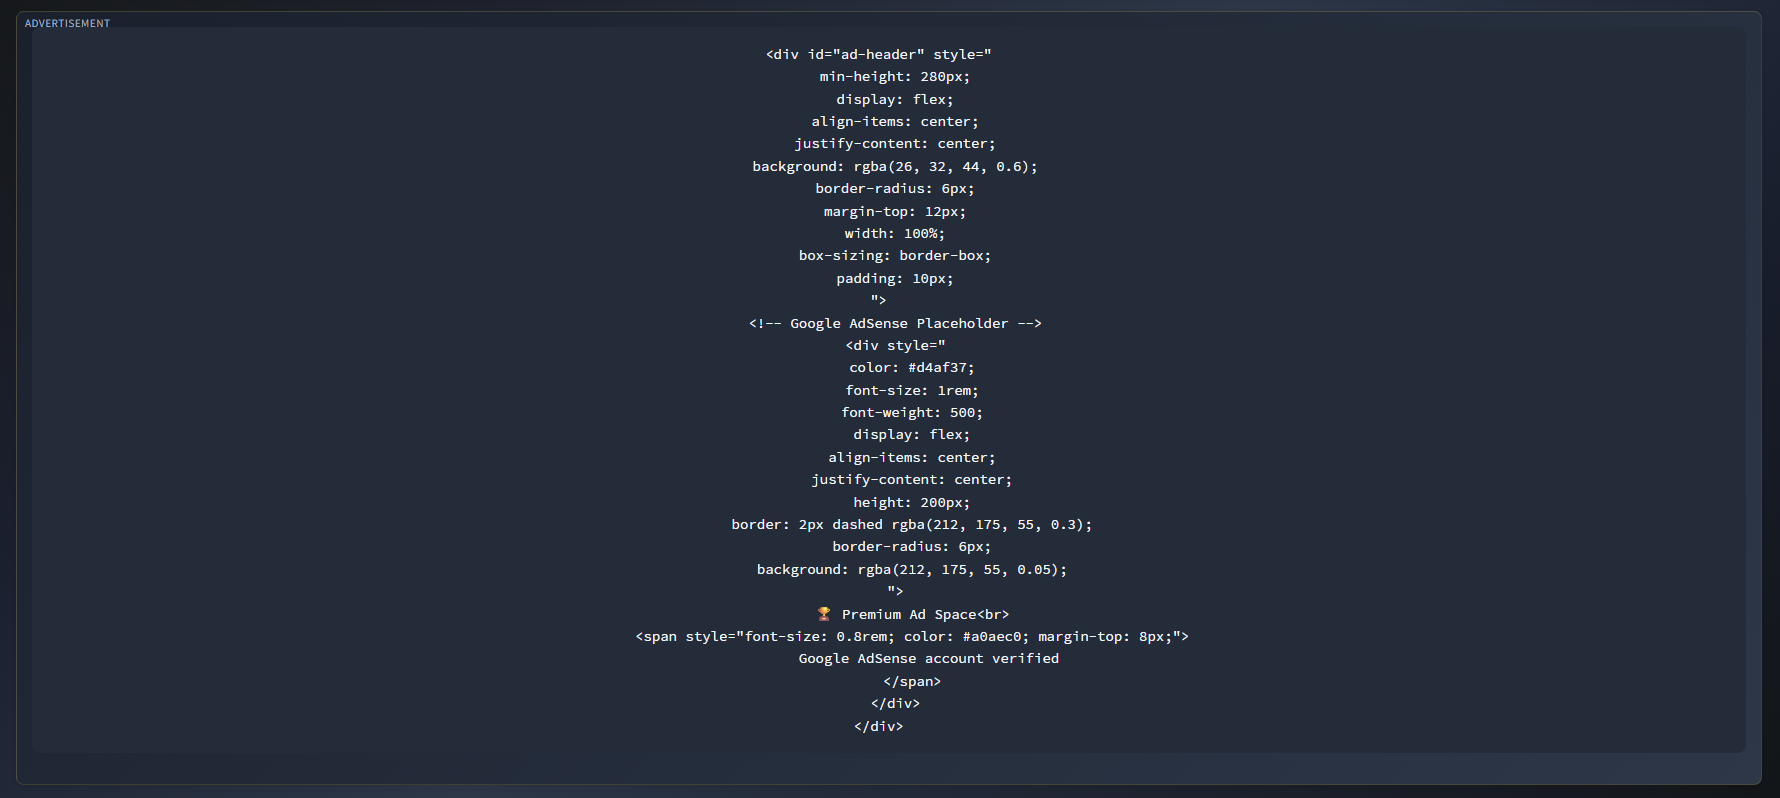 ADVERTISEMENT
<div id="ad-header" style="
min-height: 280px;
display: flex;
align-items: center;
justify-content: center;
background: rgba(26, 32, 44, 0.6);
border-radius: 6px;
margin-top: 12px;
width: 100%;
box-sizing: border-box;
padding: 10px;
">
<!-- Google AdSense Placeholder -->
<div style="
color: #d4af37;
font-size: 1rem;
font-weight: 500;
display: flex;
align-items: center;
justify-content: center;
height: 200px;
border: 2px dashed rgba(212, 175, 55, 0.3);
border-radius: 6px;
background: rgba(212, 175, 55, 0.05);
">
🏆 Premium Ad Space<br>
<span style="font-size: 0.8rem; color: #a0aec0; margin-top: 8px;">
Google AdSense account verified
</span>
</div>
</div>